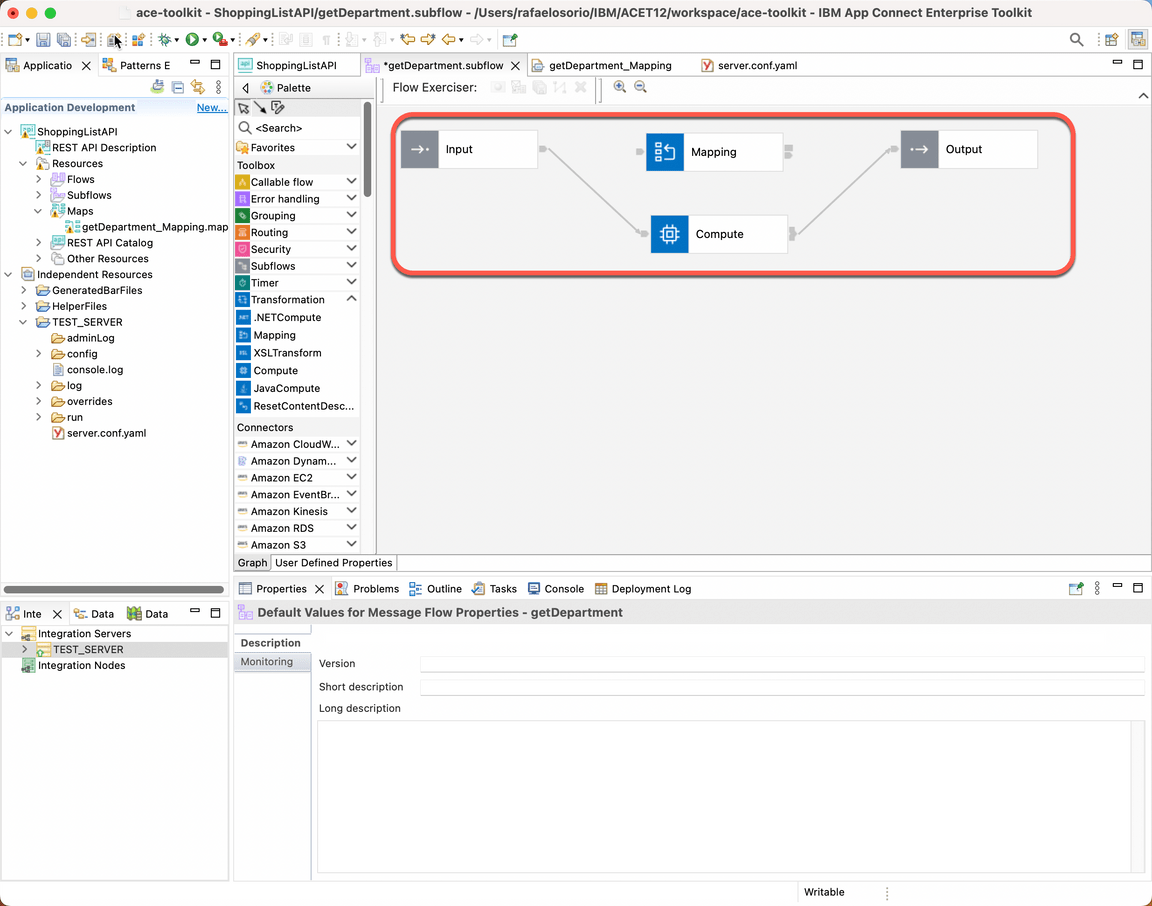 ace-toolkit - ShoppingListAPI/getDepartment.subflow - /Users/rafaelosorio/IBM/ACET12/workspace/ace-toolkit - IBM App Connect Enterprise Toolkit
Applicatio
Patterns E
Application Development
New...
ShoppingListAPI
REST API Description
Resources
Flows
Subflows
Maps
getDepartment_Mapping.map
REST API Catalog
Other Resources
Independent Resources
GeneratedBarFiles
HelperFiles
TEST_SERVER
adminLog
config
console.log
log
overrides
run
server.conf.yaml
ShoppingListAPI
*getDepartment.subflow
getDepartment_Mapping
server.conf.yaml
Palette
Flow Exerciser:
<Search>
Favorites
Toolbox
Callable flow
Error handling
Grouping
Routing
Security
Subflows
Timer
Transformation
.NETCompute
Mapping
XSLTransform
Compute
JavaCompute
ResetContentDesc...
Connectors
Amazon CloudW...
Amazon Dynam...
Amazon EC2
Amazon EventBr...
Amazon Kinesis
Amazon RDS
Amazon S3
Input
Mapping
Output
Compute
Graph
User Defined Properties
Inte
Data
Data
Integration Servers
TEST_SERVER
Integration Nodes
Properties
Problems
Outline
Tasks
Console
Deployment Log
Default Values for Message Flow Properties - getDepartment
Description
Monitoring
Version
Short description
Long description
Writable